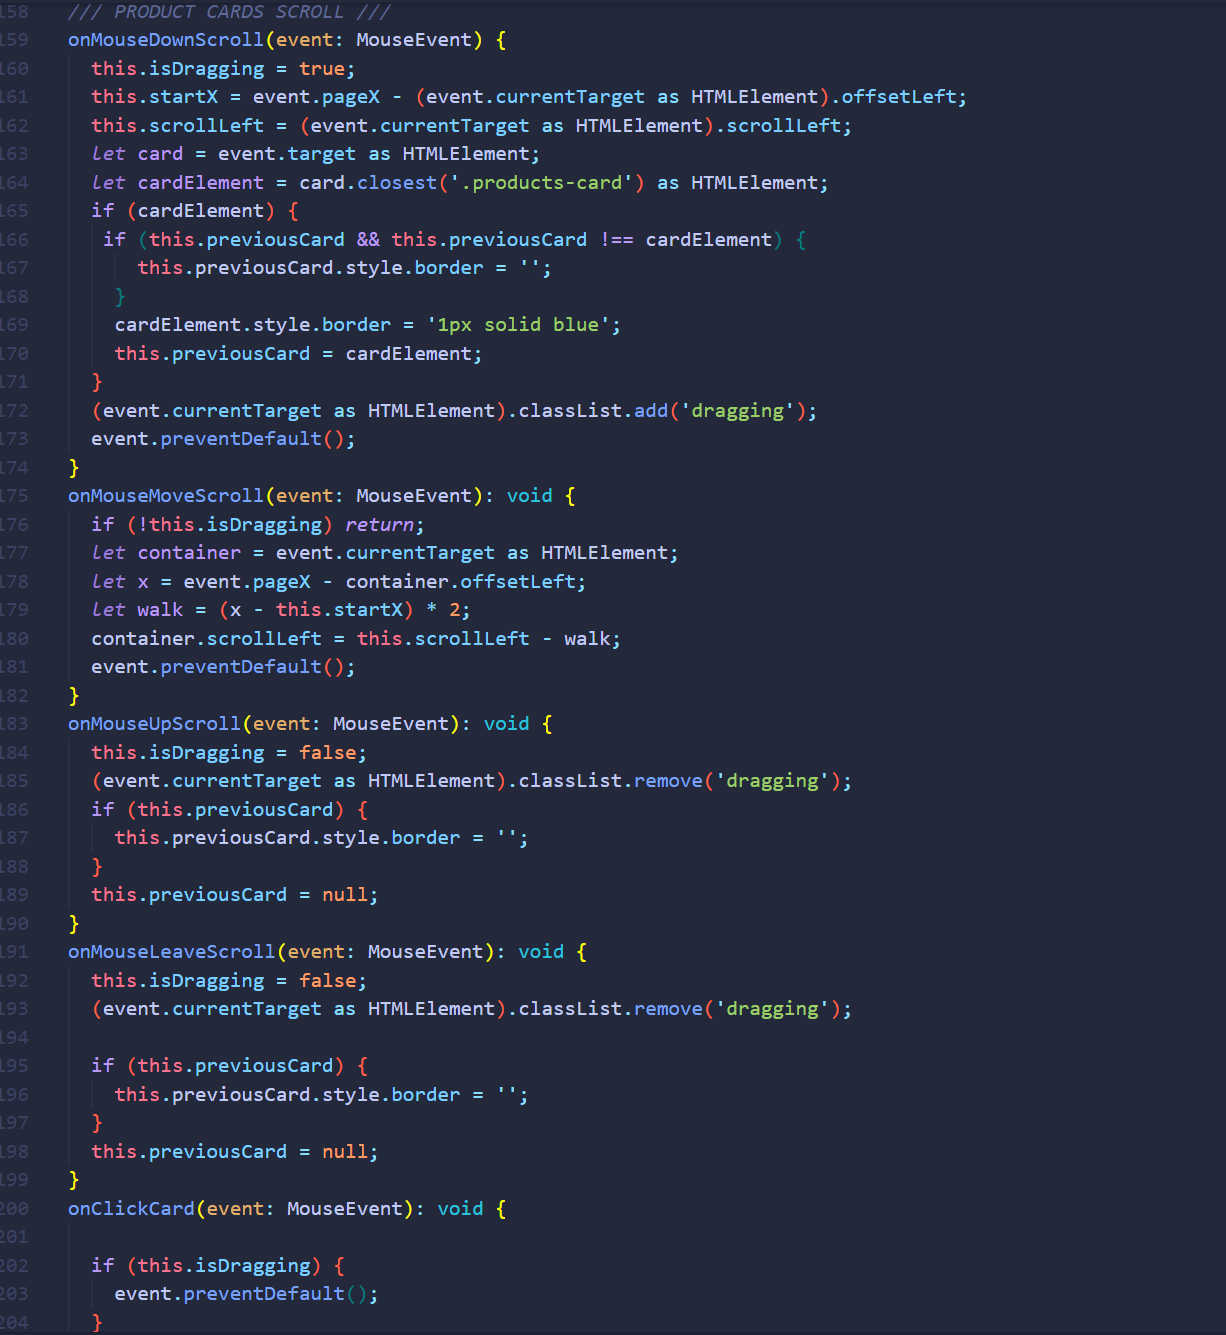 158 /// PRODUCT CARDS SCROLL ///
159 onMouseDownScroll(event: MouseEvent) {
160 this.isDragging = true;
161 this.startX = event.pageX - (event.currentTarget as HTMLElement).offsetLeft;
162 this.scrollLeft = (event.currentTarget as HTMLElement).scrollLeft;
163 let card = event.target as HTMLElement;
164 let cardElement = card.closest('.products-card') as HTMLElement;
165 if (cardElement) {
166 if (this.previousCard && this.previousCard !== cardElement) {
167 this.previousCard.style.border = '';
168 }
169 cardElement.style.border = '1px solid blue';
170 this.previousCard = cardElement;
171 }
172 (event.currentTarget as HTMLElement).classList.add('dragging');
173 event.preventDefault();
174 }
175 onMouseMoveScroll(event: MouseEvent): void {
176 if (!this.isDragging) return;
177 let container = event.currentTarget as HTMLElement;
178 let x = event.pageX - container.offsetLeft;
179 let walk = (x - this.startX) * 2;
180 container.scrollLeft = this.scrollLeft - walk;
181 event.preventDefault();
182 }
183 onMouseUpScroll(event: MouseEvent): void {
184 this.isDragging = false;
185 (event.currentTarget as HTMLElement).classList.remove('dragging');
186 if (this.previousCard) {
187 this.previousCard.style.border = '';
188 }
189 this.previousCard = null;
190 }
191 onMouseLeaveScroll(event: MouseEvent): void {
192 this.isDragging = false;
193 (event.currentTarget as HTMLElement).classList.remove('dragging');
194
195 if (this.previousCard) {
196 this.previousCard.style.border = '';
197 }
198 this.previousCard = null;
199 }
200 onClickCard(event: MouseEvent): void {
201
202 if (this.isDragging) {
203 event.preventDefault();
204 }